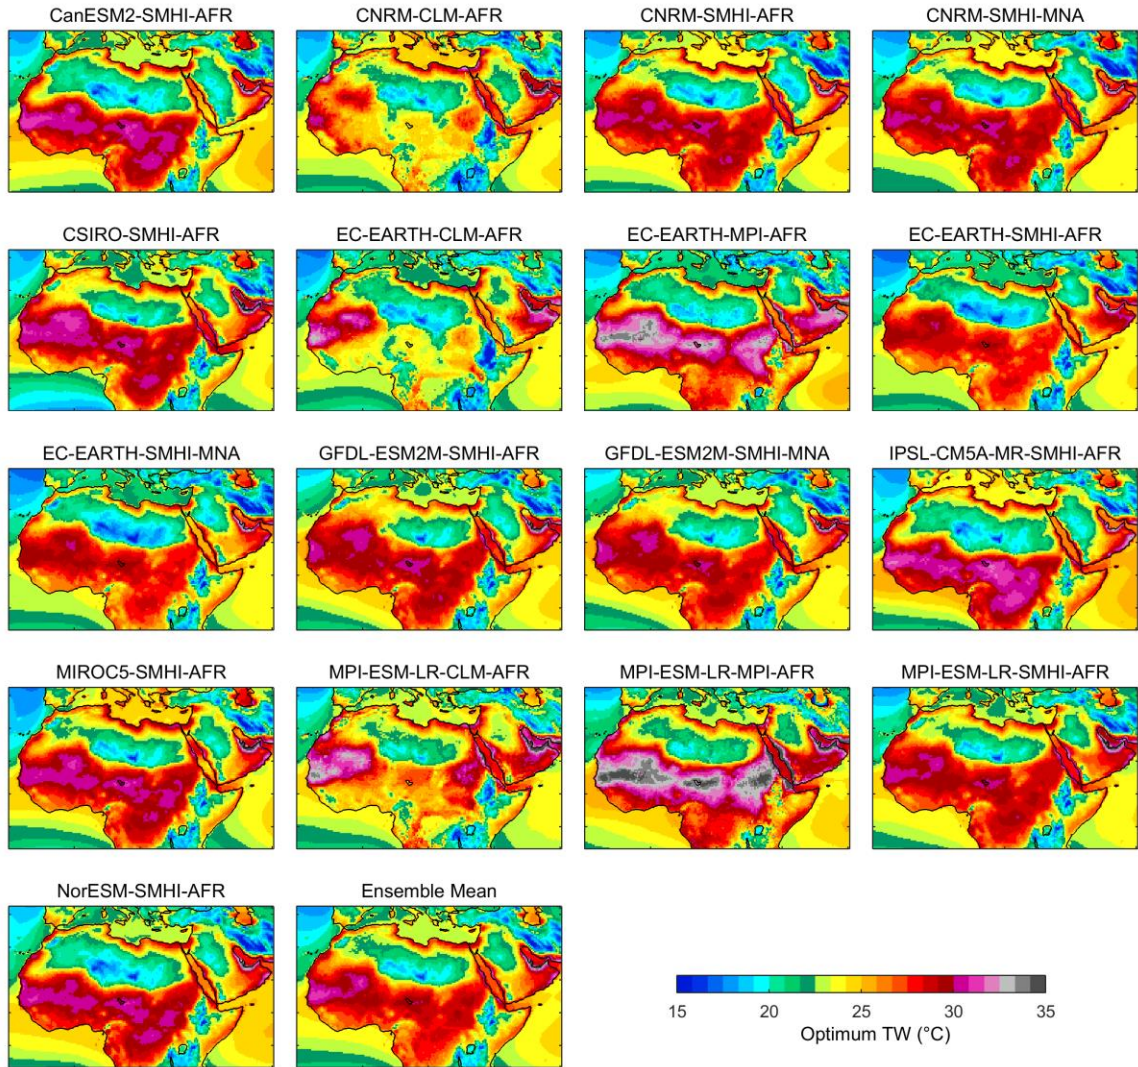 CanESM2-SMHI-AFR
CNRM-CLM-AFR
CNRM-SMHI-AFR
CNRM-SMHI-MNA
CSIRO-SMHI-AFR
EC-EARTH-CLM-AFR
EC-EARTH-MPI-AFR
EC-EARTH-SMHI-AFR
EC-EARTH-SMHI-MNA
GFDL-ESM2M-SMHI-AFR
GFDL-ESM2M-SMHI-MNA
IPSL-CM5A-MR-SMHI-AFR
MIROC5-SMHI-AFR
MPI-ESM-LR-CLM-AFR
MPI-ESM-LR-MPI-AFR
MPI-ESM-LR-SMHI-AFR
NorESM-SMHI-AFR
Ensemble Mean
15 20 25 30 35
Optimum TW (°C)